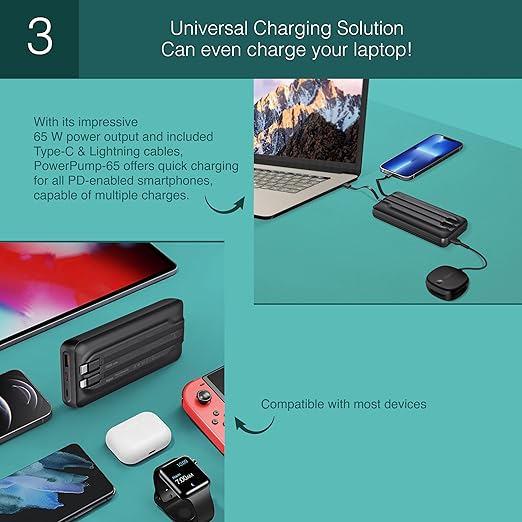 3
Universal Charging Solution
Can even charge your laptop!
With its impressive
65 W power output and included
Type-C & Lightning cables,
PowerPump-65 offers quick charging
for all PD-enabled smartphones,
capable of multiple charges.
Compatible with most devices